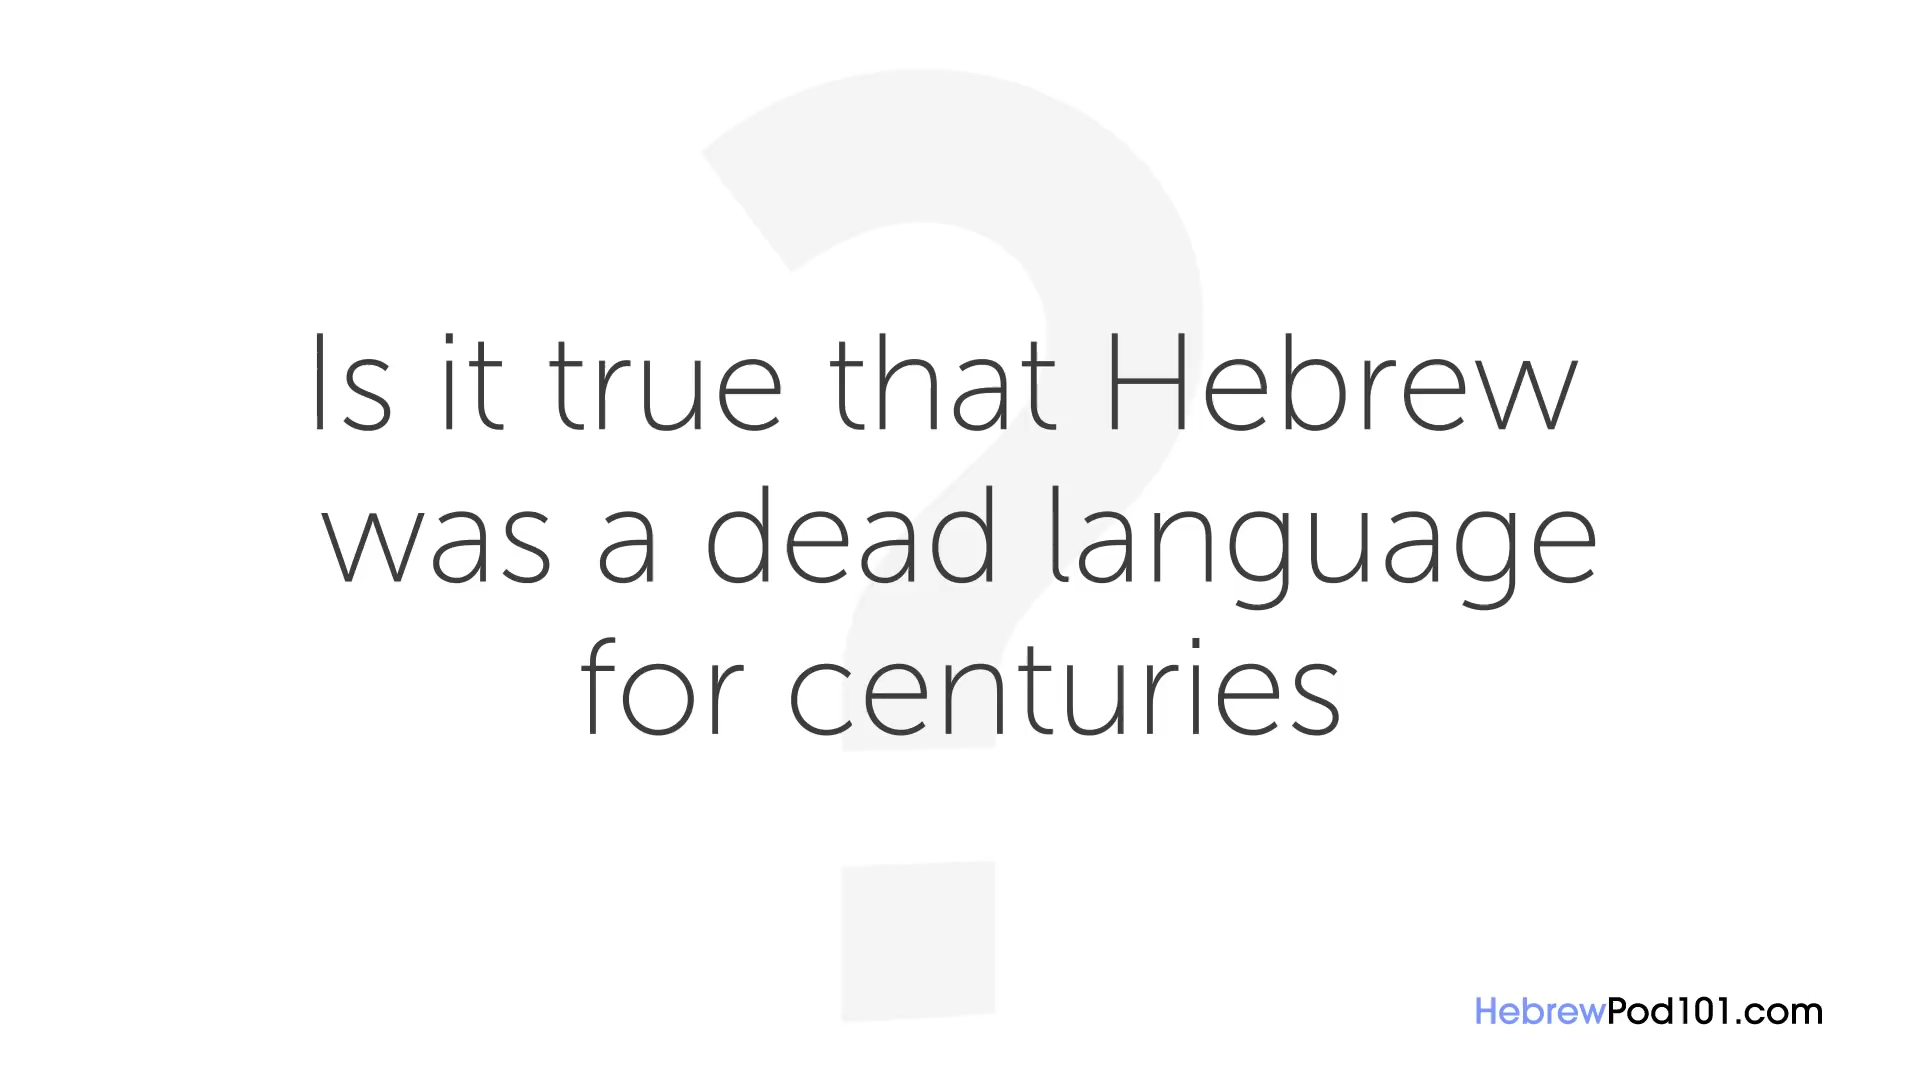 Is it true that Hebrew
was a dead language
for centuries
HebrewPod101.com